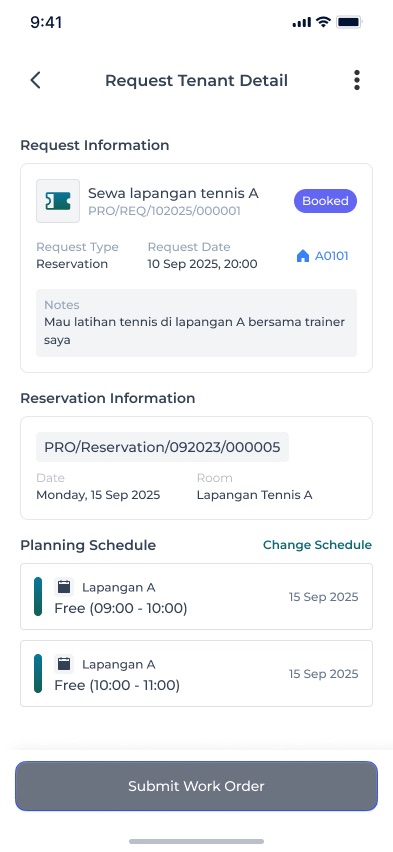 9:41
Request Tenant Detail
Request Information
Sewa lapangan tennis A
PRO/REQ/102025/000001
Booked
Request Type
Request Date
Reservation
10 Sep 2025, 20:00
A0101
Notes
Mau latihan tennis di lapangan A bersama trainer
saya
Reservation Information
PRO/Reservation/092023/000005
Date
Room
Monday, 15 Sep 2025
Lapangan Tennis A
Planning Schedule
Change Schedule
Lapangan A
Free (09:00 - 10:00)
15 Sep 2025
Lapangan A
Free (10:00 - 11:00)
15 Sep 2025
Submit Work Order